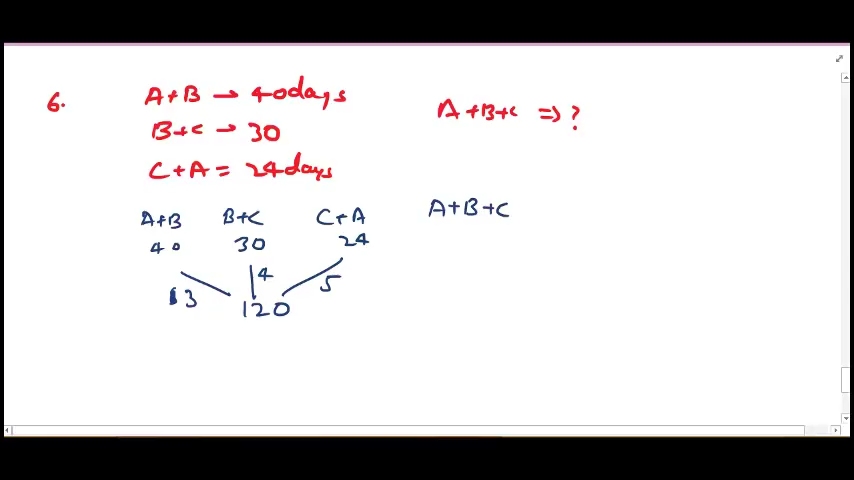 6. A+B → 40days
B+C → 30
C+A = 24days
A+B+C => ?
A+B B+C C+A
40 30 24
3 4 5
120
A+B+C